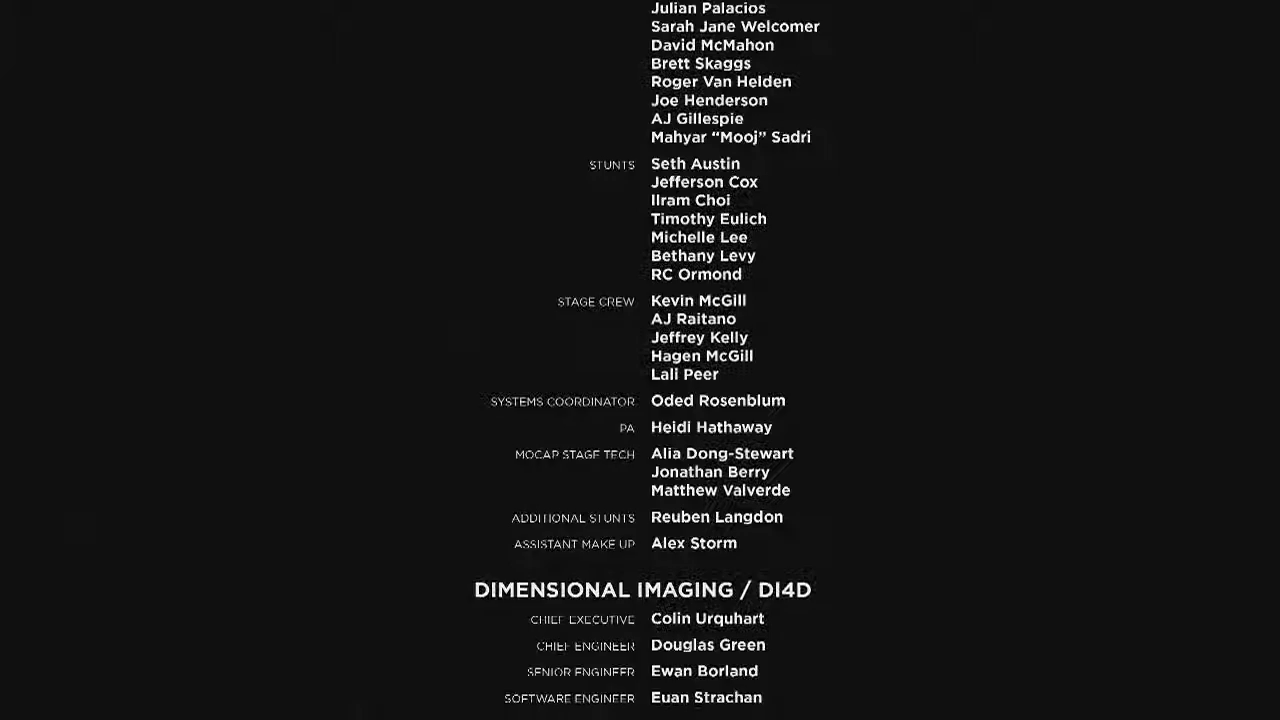 Julian Palacios
Sarah Jane Welcomer
David McMahon
Brett Skaggs
Roger Van Helden
Joe Henderson
AJ Gillespie
Mahyar “Mooj” Sadri
STUNTS Seth Austin
Jefferson Cox
Ilram Choi
Timothy Eulich
Michelle Lee
Bethany Levy
RC Ormond
STAGE CREW Kevin McGill
AJ Raitano
Jeffrey Kelly
Hagen McGill
Lali Peer
SYSTEMS COORDINATOR Oded Rosenblum
PA Heidi Hathaway
MOCAP STAGE TECH Alia Dong-Stewart
Jonathan Berry
Matthew Valverde
ADDITIONAL STUNTS Reuben Langdon
ASSISTANT MAKE UP Alex Storm
DIMENSIONAL IMAGING / DI4D
CHIEF EXECUTIVE Colin Urquhart
CHIEF ENGINEER Douglas Green
SENIOR ENGINEER Ewan Borland
SOFTWARE ENGINEER Euan Strachan